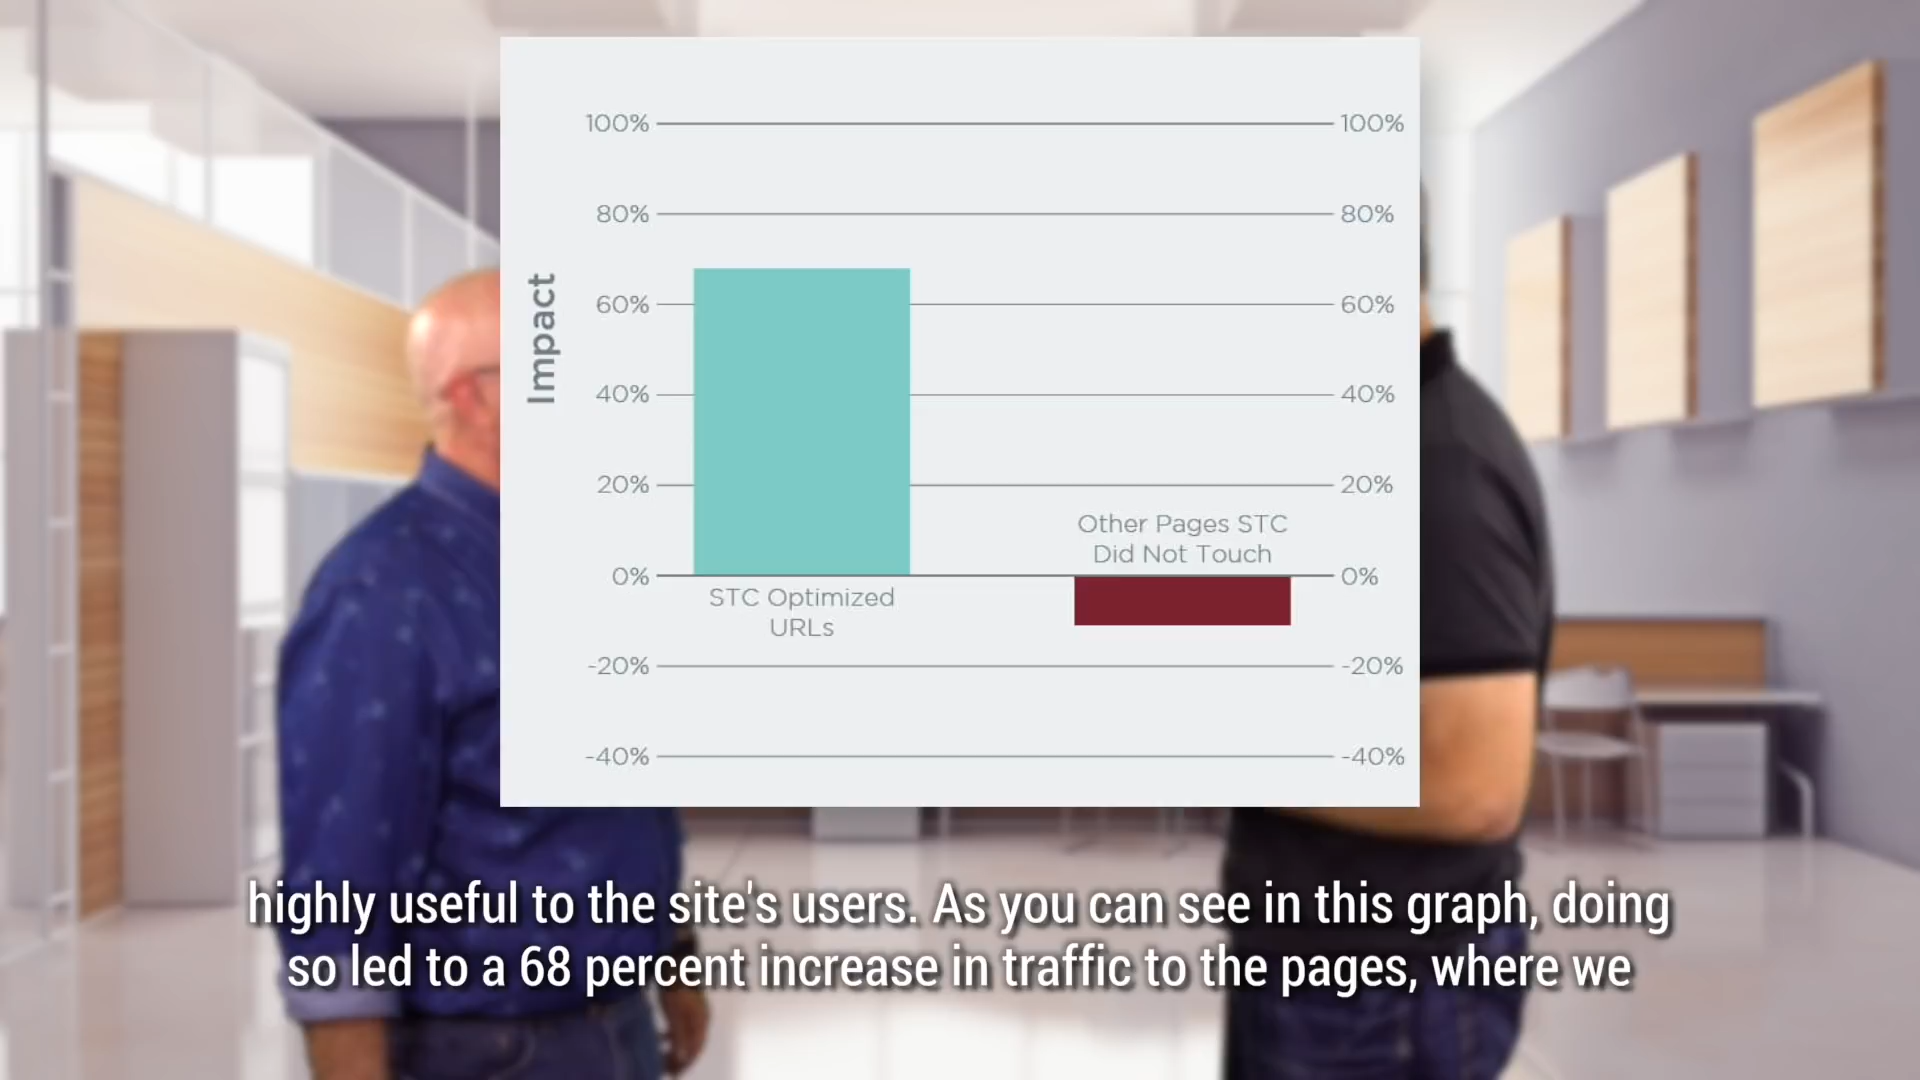 100% 100%
80% 80%
60% 60%
Impact
40% 40%
20% 20%
Other Pages STC
Did Not Touch
0% 0%
STC Optimized
URLs
-20% -20%
-40% -40%
highly useful to the site's users. As you can see in this graph, doing
so led to a 68 percent increase in traffic to the pages, where we